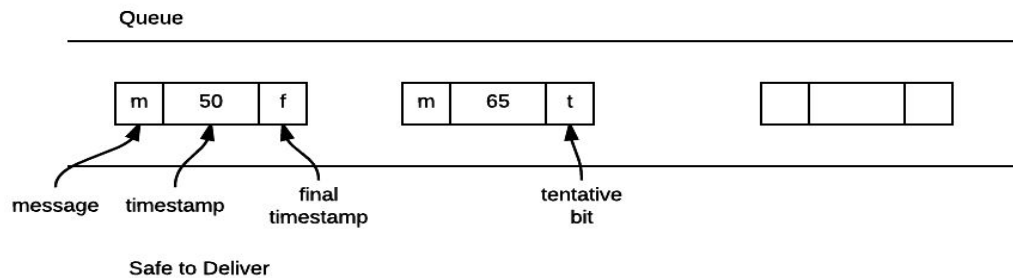 Queue
m 50 f
m 65 t
message
timestamp
final
timestamp
tentative
bit
Safe to Deliver